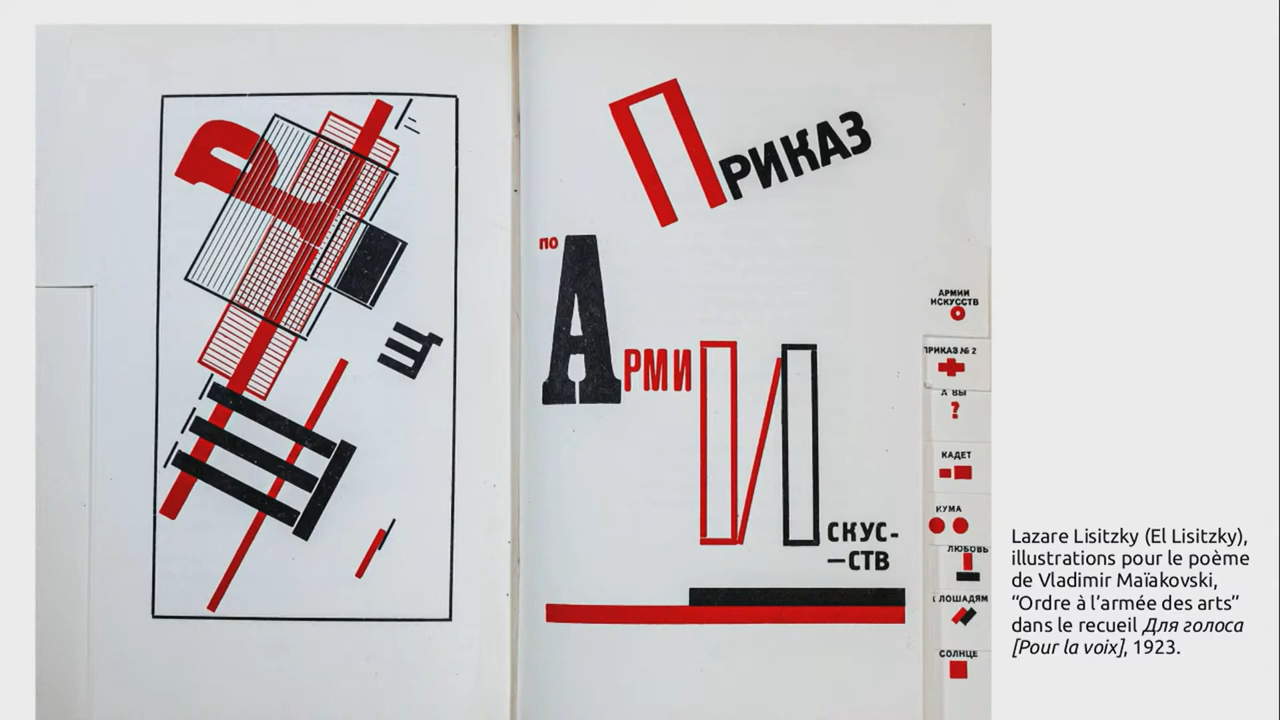 Щ
ПРИКАЗ
ПО
АРМИИ
СКУС-
–СТВ
АРМИИ
ИСКУССТВ
ПРИКАЗ № 2
А ВЫ
?
КАДЕТ
КУМА
ЛЮБОВЬ
ЛОШАДЯМ
СОЛНЦЕ
Lazare Lisitzky (El Lisitzky),
illustrations pour le poème
de Vladimir Maïakovski,
“Ordre à l’armée des arts”
dans le recueil Для голоса
[Pour la voix], 1923.